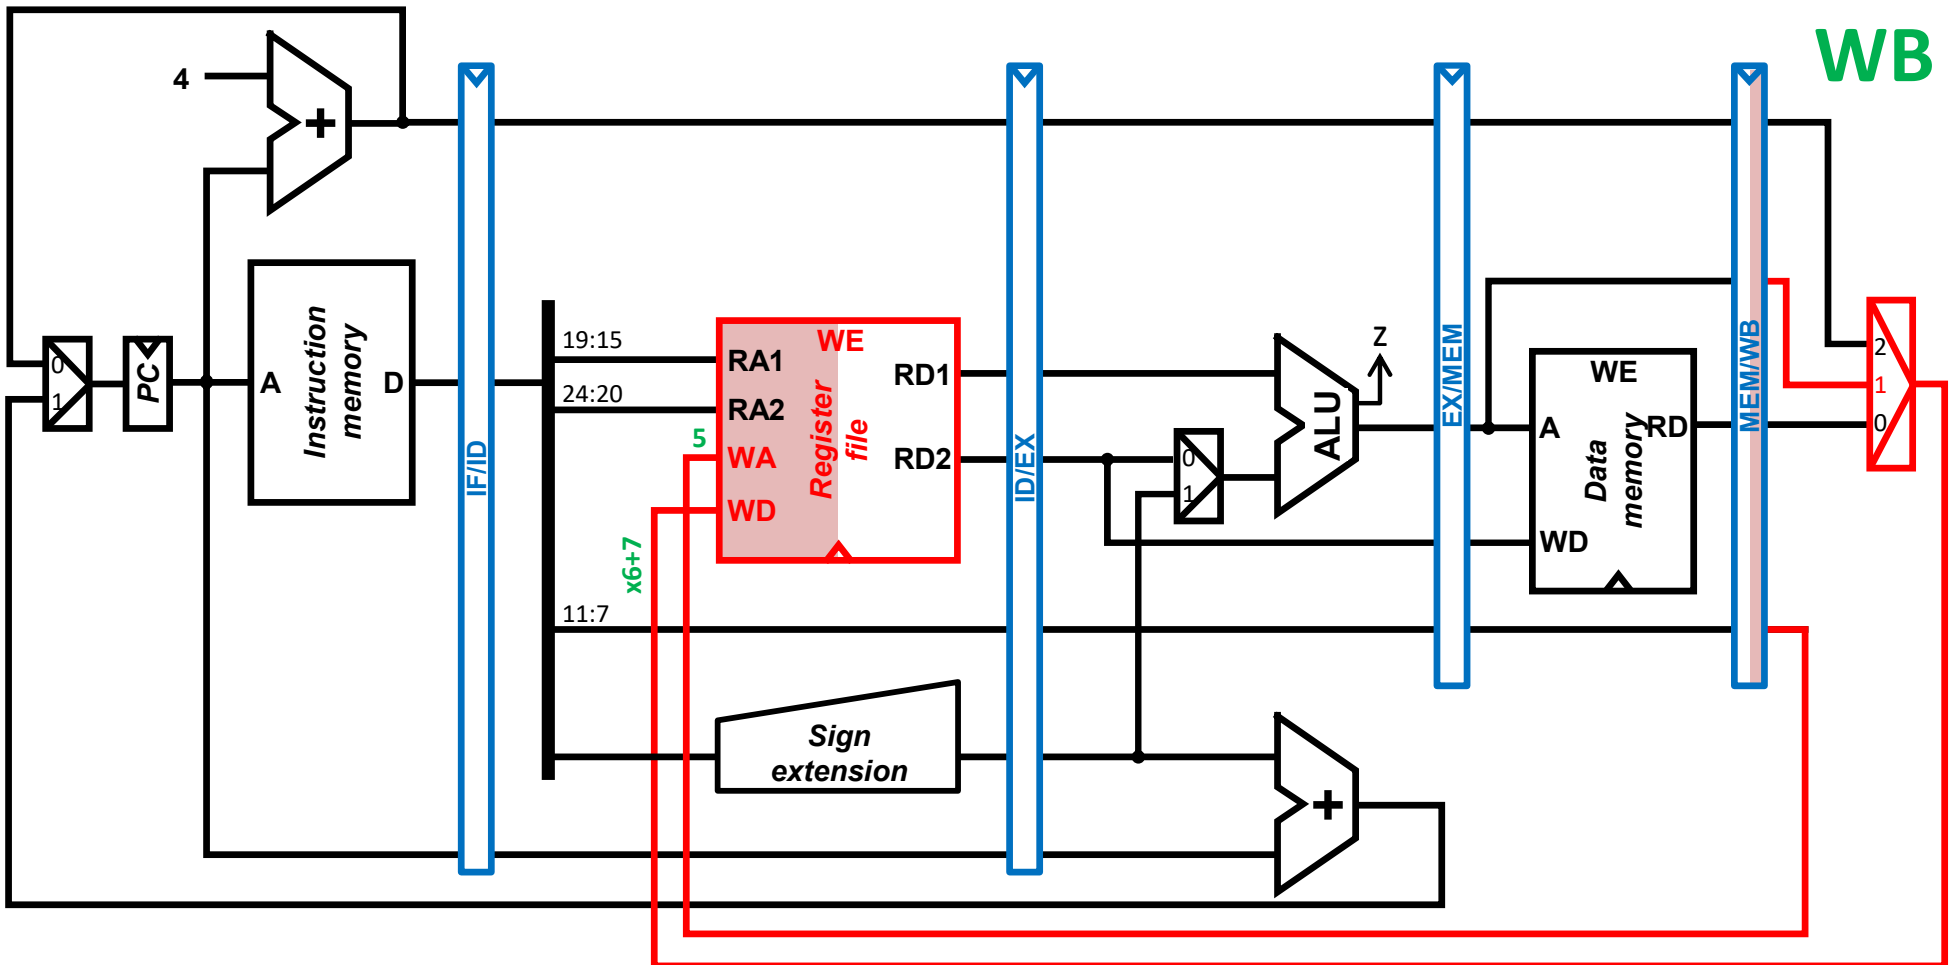 WB
4
+
0
1
PC
A
Instruction
memory
D
IF/ID
19:15
24:20
5
x6+7
11:7
RA1
RA2
WA
WD
WE
Register
file
RD1
RD2
Sign
extension
ID/EX
0
1
ALU
Z
+
EX/MEM
A
WE
Data
memory
RD
WD
MEM/WB
2
1
0